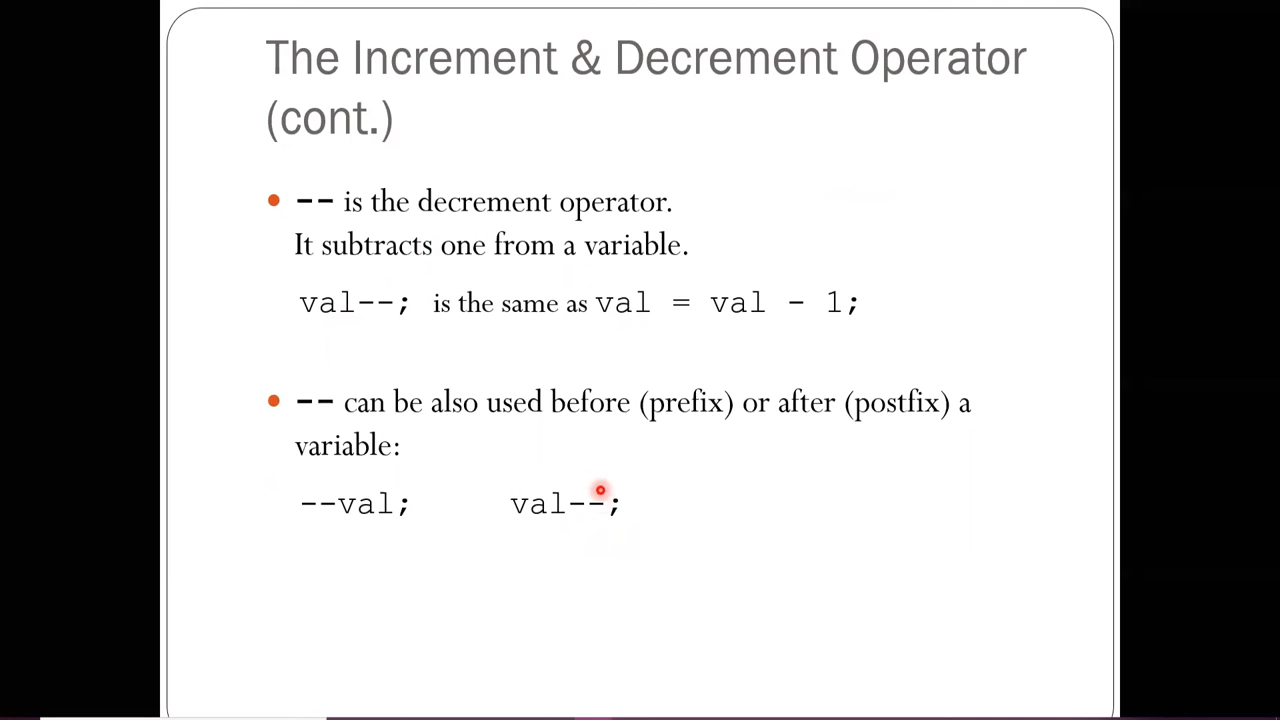 The Increment & Decrement Operator
(cont.)
-- is the decrement operator.
It subtracts one from a variable.
val--; is the same as val = val - 1;
-- can be also used before (prefix) or after (postfix) a
variable:
--val; val--;